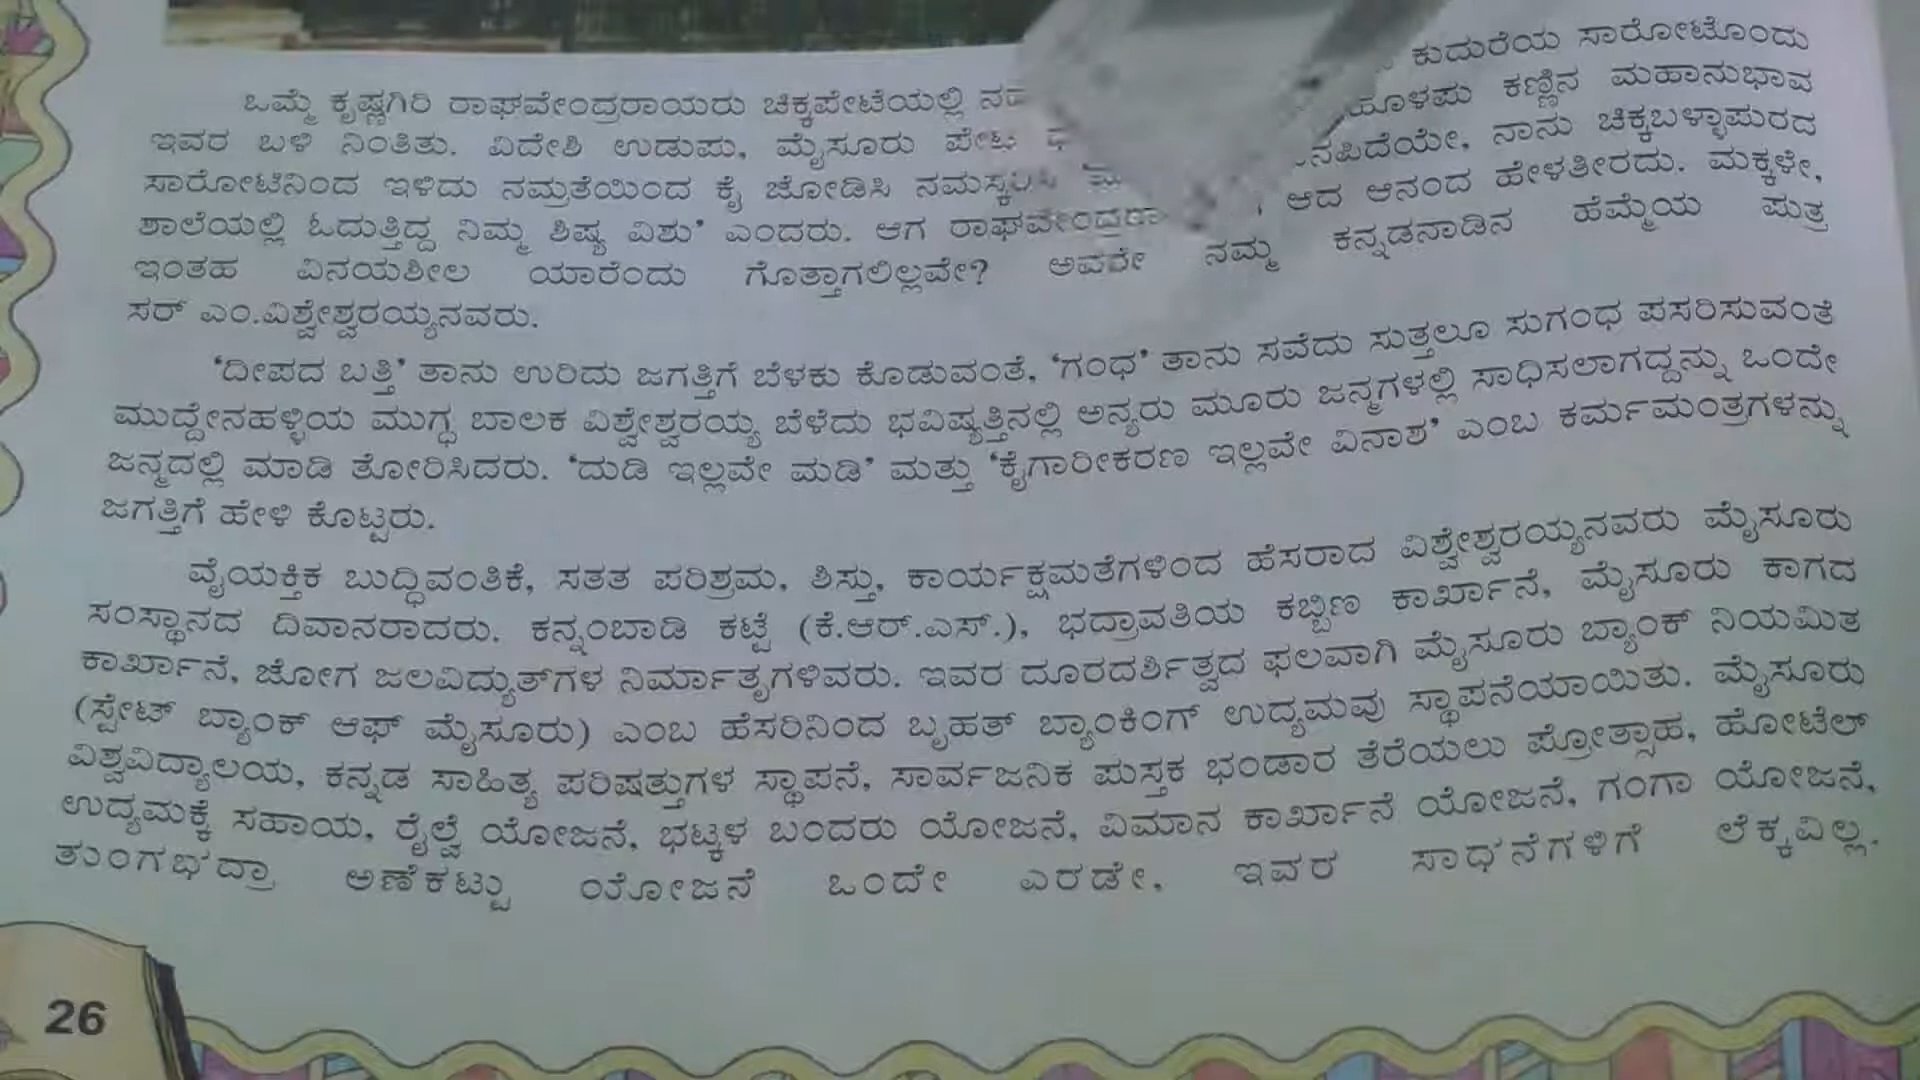 ಕುದುರೆಯ ಸಾರೋಟೊಂದು
ಒಮ್ಮೆ ಕೃಷ್ಣಗಿರಿ ರಾಘವೇಂದ್ರರಾಯರು ಚಿಕ್ಕಪೇಟೆಯಲ್ಲಿ ಕಣ್ಣಿನ ಮಹಾನುಭಾವ
ಇವರ ಬಳಿ ನಿಂತಿತು. ವಿದೇಶಿ ಉಡುಪು, ಮೈಸೂರು ಪೇಟ ನಾನು ಚಿಕ್ಕಬಳ್ಳಾಪುರದ
ಸಾರೋಟಿನಿಂದ ಇಳಿದು ನಮ್ರತೆಯಿಂದ ಕೈ ಜೋಡಿಸಿ ಆದ ಆನಂದ ಹೇಳತೀರದು. ಮಕ್ಕಳೇ,
ಶಾಲೆಯಲ್ಲಿ ಓದುತ್ತಿದ್ದ ನಿಮ್ಮ ಶಿಷ್ಯ ವಿಶು' ಎಂದರು. ಆಗ
ಇಂತಹ ವಿನಯಶೀಲ ಯಾರೆಂದು ಗೊತ್ತಾಗಲಿಲ್ಲವೇ? ಅವರೇ ನಮ್ಮ ಕನ್ನಡನಾಡಿನ ಹೆಮ್ಮೆಯ ಪುತ್ರ
ಸರ್ ಎಂ.ವಿಶ್ವೇಶ್ವರಯ್ಯನವರು.
'ದೀಪದ ಬತ್ತಿ' ತಾನು ಉರಿದು ಜಗತ್ತಿಗೆ ಬೆಳಕು ಕೊಡುವಂತೆ, 'ಗಂಧ' ತಾನು ಸವೆದು ಸುತ್ತಲೂ ಸುಗಂಧ ಪಸರಿಸುವಂತೆ
ಮುದ್ದೇನಹಳ್ಳಿಯ ಮುಗ್ಧ ಬಾಲಕ ವಿಶ್ವೇಶ್ವರಯ್ಯ ಬೆಳೆದು ಭವಿಷ್ಯತ್ತಿನಲ್ಲಿ ಅನ್ಯರು ಮೂರು ಜನ್ಮಗಳಲ್ಲಿ ಸಾಧಿಸಲಾಗದ್ದನ್ನು ಒಂದೇ
ಜನ್ಮದಲ್ಲಿ ಮಾಡಿ ತೋರಿಸಿದರು. 'ದುಡಿ ಇಲ್ಲವೇ ಮಡಿ' ಮತ್ತು 'ಕೈಗಾರೀಕರಣ ಇಲ್ಲವೇ ವಿನಾಶ' ಎಂಬ ಕರ್ಮಮಂತ್ರಗಳನ್ನು
ಜಗತ್ತಿಗೆ ಹೇಳಿ ಕೊಟ್ಟರು.
ವೈಯಕ್ತಿಕ ಬುದ್ಧಿವಂತಿಕೆ, ಸತತ ಪರಿಶ್ರಮ, ಶಿಸ್ತು, ಕಾರ್ಯಕ್ಷಮತೆಗಳಿಂದ ಹೆಸರಾದ ವಿಶ್ವೇಶ್ವರಯ್ಯನವರು ಮೈಸೂರು
ಸಂಸ್ಥಾನದ ದಿವಾನರಾದರು. ಕನ್ನಂಬಾಡಿ ಕಟ್ಟೆ (ಕೆ.ಆರ್.ಎಸ್.), ಭದ್ರಾವತಿಯ ಕಬ್ಬಿಣ ಕಾರ್ಖಾನೆ, ಮೈಸೂರು ಕಾಗದ
ಕಾರ್ಖಾನೆ, ಜೋಗ ಜಲವಿದ್ಯುತ್‌ಗಳ ನಿರ್ಮಾತೃಗಳಿವರು. ಇವರ ದೂರದರ್ಶಿತ್ವದ ಫಲವಾಗಿ ಮೈಸೂರು ಬ್ಯಾಂಕ್ ನಿಯಮಿತ
(ಸ್ಟೇಟ್ ಬ್ಯಾಂಕ್ ಆಫ್ ಮೈಸೂರು) ಎಂಬ ಹೆಸರಿನಿಂದ ಬೃಹತ್ ಬ್ಯಾಂಕಿಂಗ್ ಉದ್ಯಮವು ಸ್ಥಾಪನೆಯಾಯಿತು. ಮೈಸೂರು
ವಿಶ್ವವಿದ್ಯಾಲಯ, ಕನ್ನಡ ಸಾಹಿತ್ಯ ಪರಿಷತ್ತುಗಳ ಸ್ಥಾಪನೆ, ಸಾರ್ವಜನಿಕ ಪುಸ್ತಕ ಭಂಡಾರ ತೆರೆಯಲು ಪ್ರೋತ್ಸಾಹ, ಹೋಟೆಲ್
ಉದ್ಯಮಕ್ಕೆ ಸಹಾಯ, ರೈಲ್ವೆ ಯೋಜನೆ, ಭಟ್ಕಳ ಬಂದರು ಯೋಜನೆ, ವಿಮಾನ ಕಾರ್ಖಾನೆ ಯೋಜನೆ, ಗಂಗಾ ಯೋಜನೆ,
ತುಂಗಭದ್ರಾ ಅಣೆಕಟ್ಟು ಯೋಜನೆ ಒಂದೇ ಎರಡೇ, ಇವರ ಸಾಧನೆಗಳಿಗೆ ಲೆಕ್ಕವಿಲ್ಲ.
26